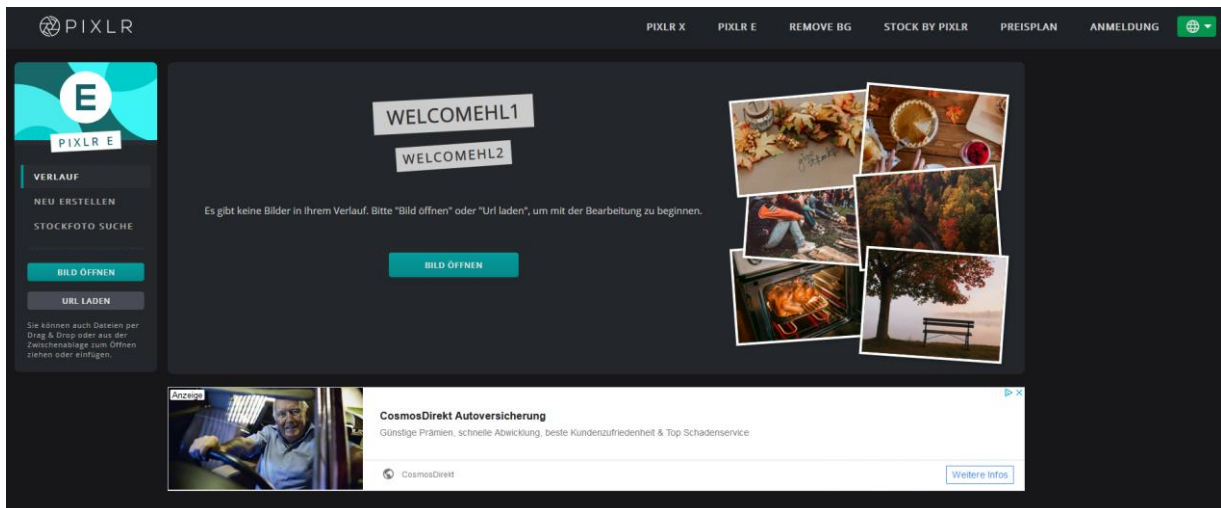 PIXLR
PIXLR X PIXLR E REMOVE BG STOCK BY PIXLR PREISPLAN ANMELDUNG
E
PIXLR E
VERLAUF
NEU ERSTELLEN
STOCKFOTO SUCHE
BILD ÖFFNEN
URL LADEN
Sie können auch Dateien per
Drag & Drop oder aus der
Zwischenablage zum Öffnen
ziehen oder einfügen.
WELCOMEHL1
WELCOMEHL2
Es gibt keine Bilder in Ihrem Verlauf. Bitte "Bild öffnen" oder "Url laden", um mit der Bearbeitung zu beginnen.
BILD ÖFFNEN
Anzeige
CosmosDirekt Autoversicherung
Günstige Prämien, schnelle Abwicklung, beste Kundenzufriedenheit & Top Schadenservice
CosmosDirekt
Weitere Infos